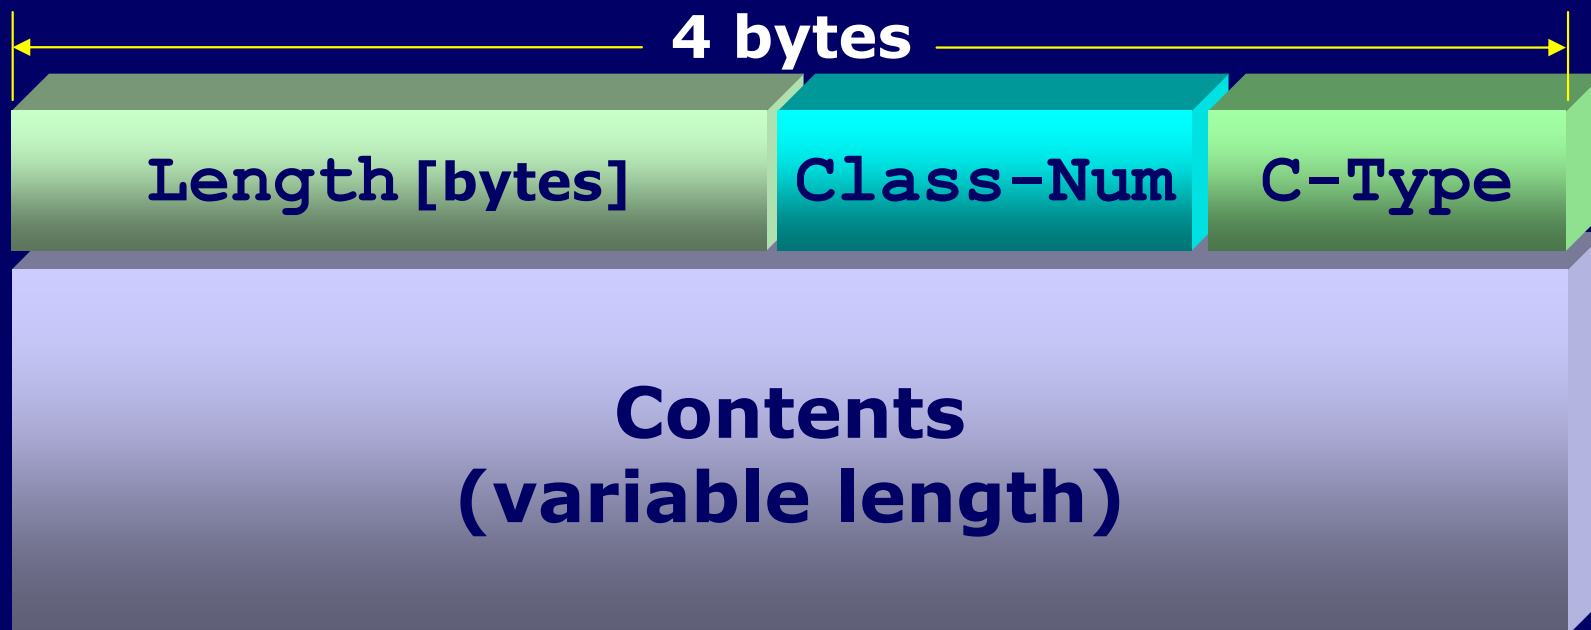 4 bytes
Length [bytes] Class-Num C-Type
Contents
(variable length)